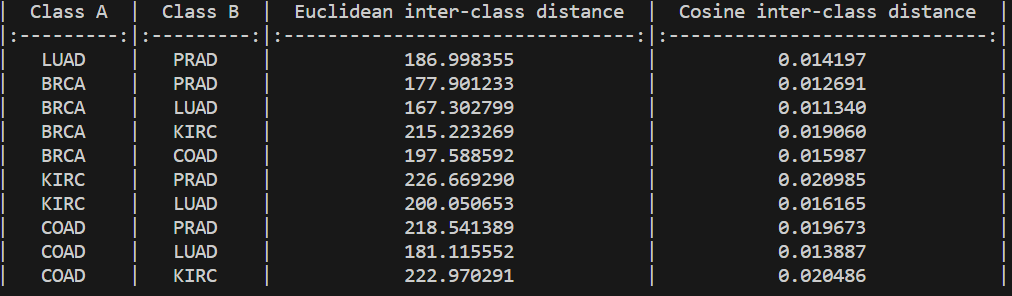 | Class A | Class B | Euclidean inter-class distance | Cosine inter-class distance |
|:---------:|:---------:|:--------------------------------:|:-----------------------------:|
| LUAD | PRAD | 186.998355 | 0.014197 |
| BRCA | PRAD | 177.901233 | 0.012691 |
| BRCA | LUAD | 167.302799 | 0.011340 |
| BRCA | KIRC | 215.223269 | 0.019060 |
| BRCA | COAD | 197.588592 | 0.015987 |
| KIRC | PRAD | 226.669290 | 0.020985 |
| KIRC | LUAD | 200.050653 | 0.016165 |
| COAD | PRAD | 218.541389 | 0.019673 |
| COAD | LUAD | 181.115552 | 0.013887 |
| COAD | KIRC | 222.970291 | 0.020486 |